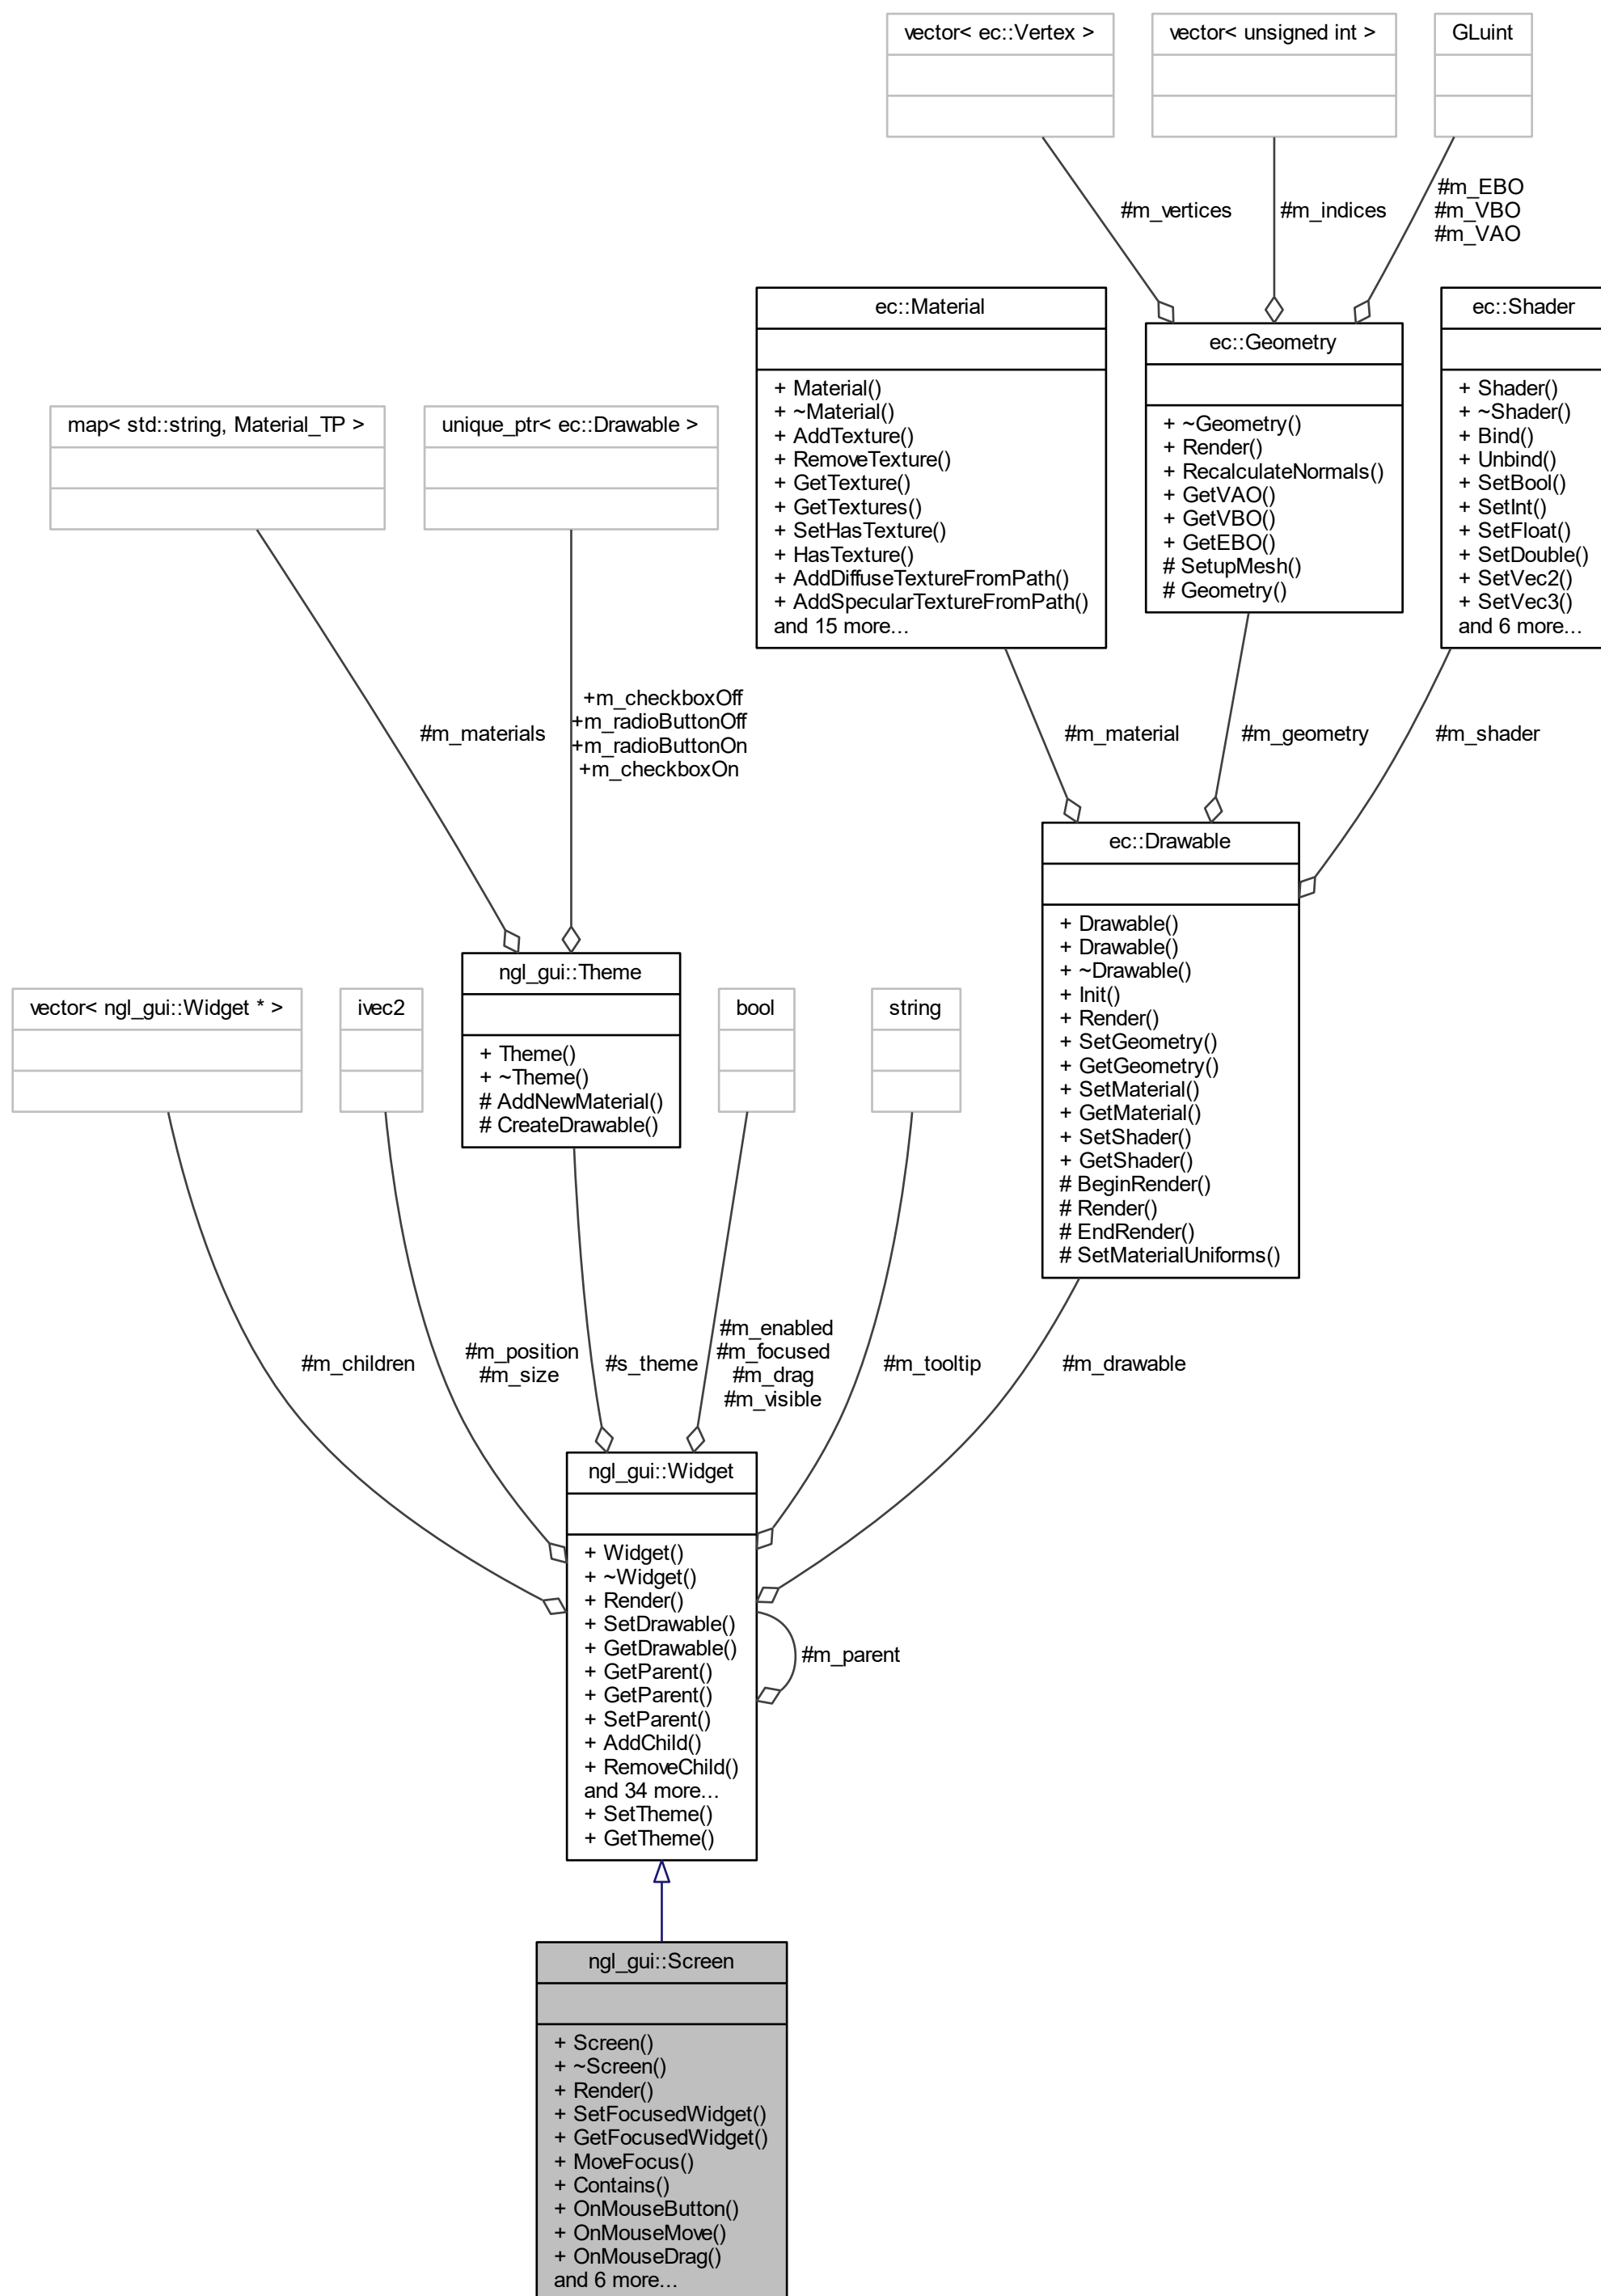 vector< ec::Vertex >
vector< unsigned int >
GLuint
#m_vertices
#m_indices
#m_EBO
#m_VBO
#m_VAO
ec::Material
+ Material()
+ ~Material()
+ AddTexture()
+ RemoveTexture()
+ GetTexture()
+ GetTextures()
+ SetHasTexture()
+ HasTexture()
+ AddDiffuseTextureFromPath()
+ AddSpecularTextureFromPath()
and 15 more...
ec::Geometry
+ ~Geometry()
+ Render()
+ RecalculateNormals()
+ GetVAO()
+ GetVBO()
+ GetEBO()
# SetupMesh()
# Geometry()
ec::Shader
+ Shader()
+ ~Shader()
+ Bind()
+ Unbind()
+ SetBool()
+ SetInt()
+ SetFloat()
+ SetDouble()
+ SetVec2()
+ SetVec3()
and 6 more...
map< std::string, Material_TP >
unique_ptr< ec::Drawable >
#m_materials
+m_checkboxOff
+m_radioButtonOff
+m_radioButtonOn
+m_checkboxOn
#m_material
#m_geometry
#m_shader
ec::Drawable
+ Drawable()
+ Drawable()
+ ~Drawable()
+ Init()
+ Render()
+ SetGeometry()
+ GetGeometry()
+ SetMaterial()
+ GetMaterial()
+ SetShader()
+ GetShader()
# BeginRender()
# Render()
# EndRender()
# SetMaterialUniforms()
vector< ngl_gui::Widget * >
ivec2
ngl_gui::Theme
+ Theme()
+ ~Theme()
# AddNewMaterial()
# CreateDrawable()
bool
string
#m_children
#m_position
#m_size
#s_theme
#m_enabled
#m_focused
#m_drag
#m_visible
#m_tooltip
#m_drawable
ngl_gui::Widget
+ Widget()
+ ~Widget()
+ Render()
+ SetDrawable()
+ GetDrawable()
+ GetParent()
+ GetParent()
+ SetParent()
+ AddChild()
+ RemoveChild()
and 34 more...
+ SetTheme()
+ GetTheme()
#m_parent
ngl_gui::Screen
+ Screen()
+ ~Screen()
+ Render()
+ SetFocusedWidget()
+ GetFocusedWidget()
+ MoveFocus()
+ Contains()
+ OnMouseButton()
+ OnMouseMove()
+ OnMouseDrag()
and 6 more...